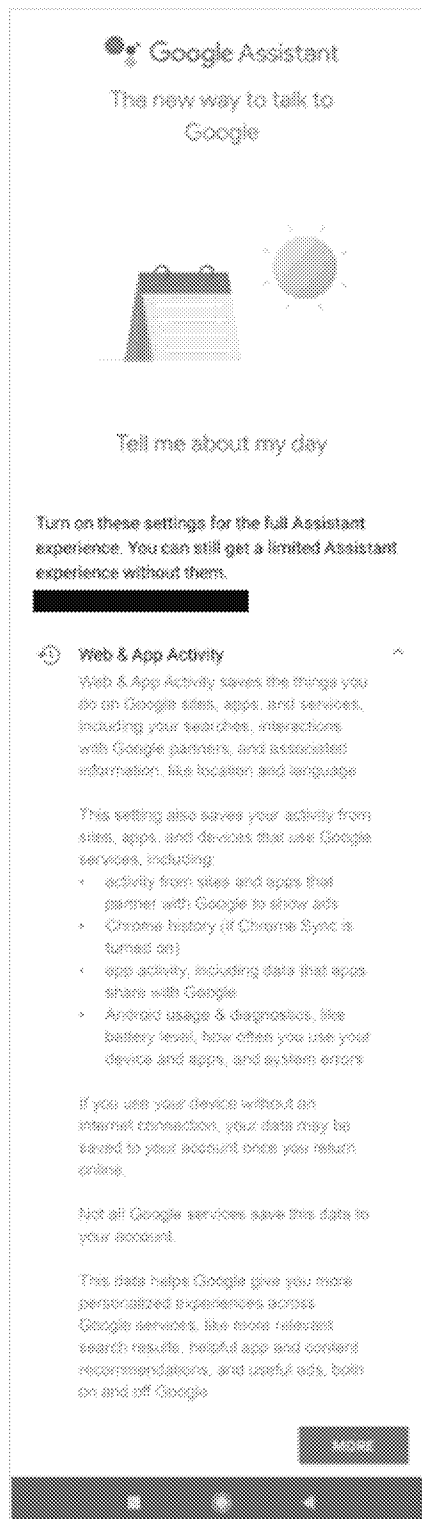 Google Assistant
The new way to talk to
Google
Tell me about my day
Turn on these settings for the full Assistant
experience. You can still get a limited Assistant
experience without them.
Web & App Activity
Web & App Activity saves the things you
do on Google sites, apps, and services,
including your searches, interactions
with Google partners, and associated
information, like location and language
This setting also saves your activity from
sites, apps, and devices that use Google
services, including:
• activity from sites and apps that
partner with Google to show ads
• Chrome history (if Chrome Sync is
turned on)
• app activity, including data that apps
share with Google
• Android usage & diagnostics, like
battery level, how often you use your
device and apps, and system errors
If you use your device without an
internet connection, your data may be
saved to your account once you return
online.
Not all Google services save this data to
your account.
This data helps Google give you more
personalized experiences across
Google services, like more relevant
search results, helpful app and content
recommendations, and useful ads, both
on and off Google
MORE